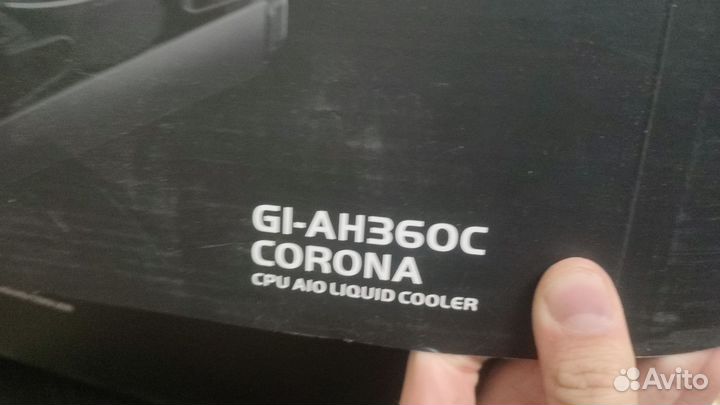 GI-AH360C
CORONA
CPU AIO LIQUID COOLER
Avito